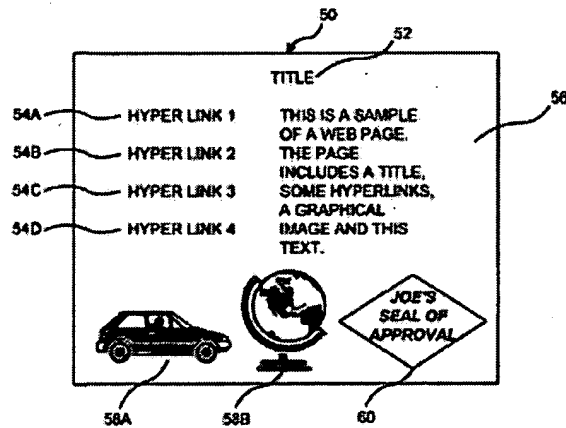 50
52
TITLE
56
54A HYPER LINK 1
54B HYPER LINK 2
54C HYPER LINK 3
54D HYPER LINK 4
THIS IS A SAMPLE
OF A WEB PAGE.
THE PAGE
INCLUDES A TITLE,
SOME HYPERLINKS,
A GRAPHICAL
IMAGE AND THIS
TEXT.
JOE'S
SEAL OF
APPROVAL
58A
58B
60